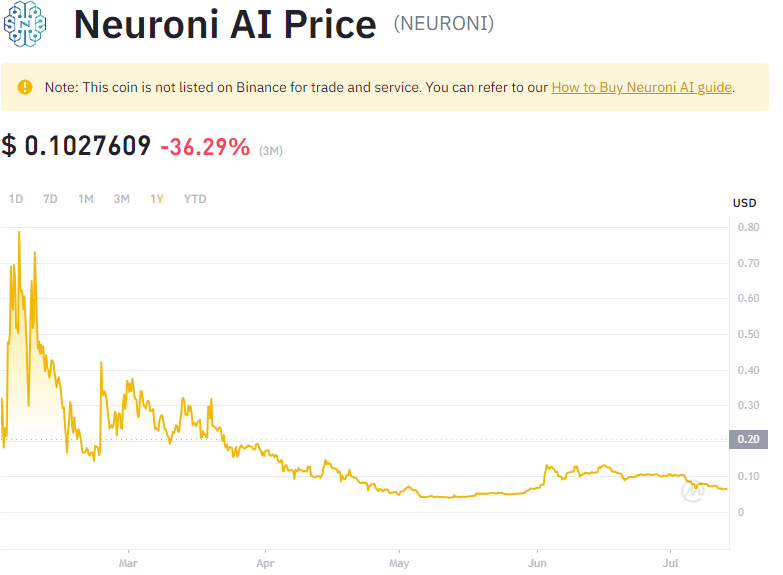 Neuroni AI Price (NEURONI)
Note: This coin is not listed on Binance for trade and service. You can refer to our How to Buy Neuroni AI guide.
$ 0.1027609 -36.29% (3M)
1D 7D 1M 3M 1Y YTD
USD
0.80
0.70
0.60
0.50
0.40
0.30
0.20
0.10
0
Mar Apr May Jun Jul